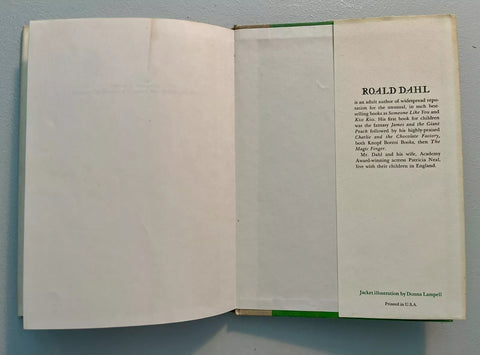 ROALD DAHL
is an adult author of widespread repu-
tation for the unusual, in such best-
selling books as Someone Like You and
Kiss Kiss. His first book for children
was the fantasy James and the Giant
Peach followed by his highly-praised
Charlie and the Chocolate Factory,
both Knopf Borzoi Books, then The
Magic Finger.
Mr. Dahl and his wife, Academy
Award-winning actress Patricia Neal,
live with their children in England.
Jacket illustration by Donna Lampell
Printed in U.S.A.